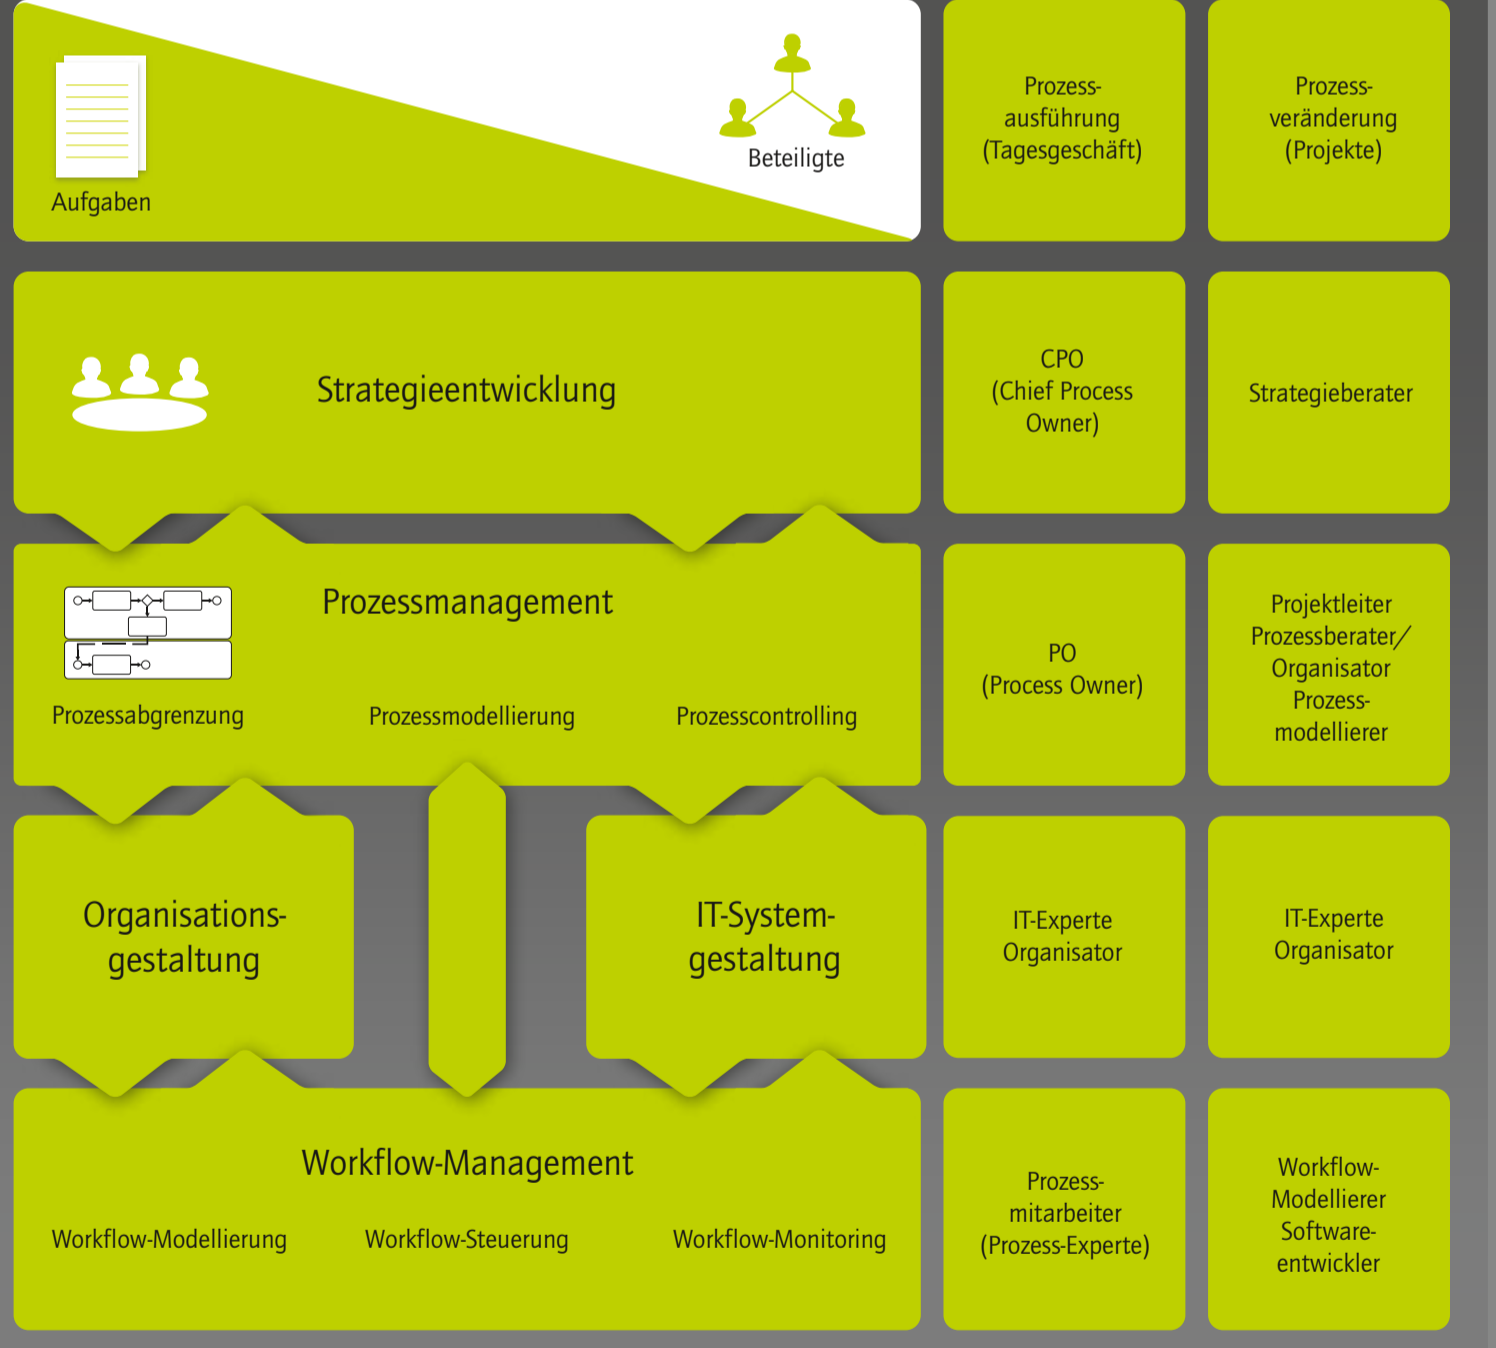 Aufgaben
Beteiligte
Prozess-
ausführung
(Tagesgeschäft)
Prozess-
veränderung
(Projekte)
Strategieentwicklung
CPO
(Chief Process
Owner)
Strategieberater
Prozessmanagement
Prozessabgrenzung
Prozessmodellierung
Prozesscontrolling
PO
(Process Owner)
Projektleiter
Prozessberater/
Organisator
Prozess-
modellierer
Organisations-
gestaltung
IT-System-
gestaltung
IT-Experte
Organisator
IT-Experte
Organisator
Workflow-Management
Workflow-Modellierung
Workflow-Steuerung
Workflow-Monitoring
Prozess-
mitarbeiter
(Prozess-Experte)
Workflow-
Modellierer
Software-
entwickler